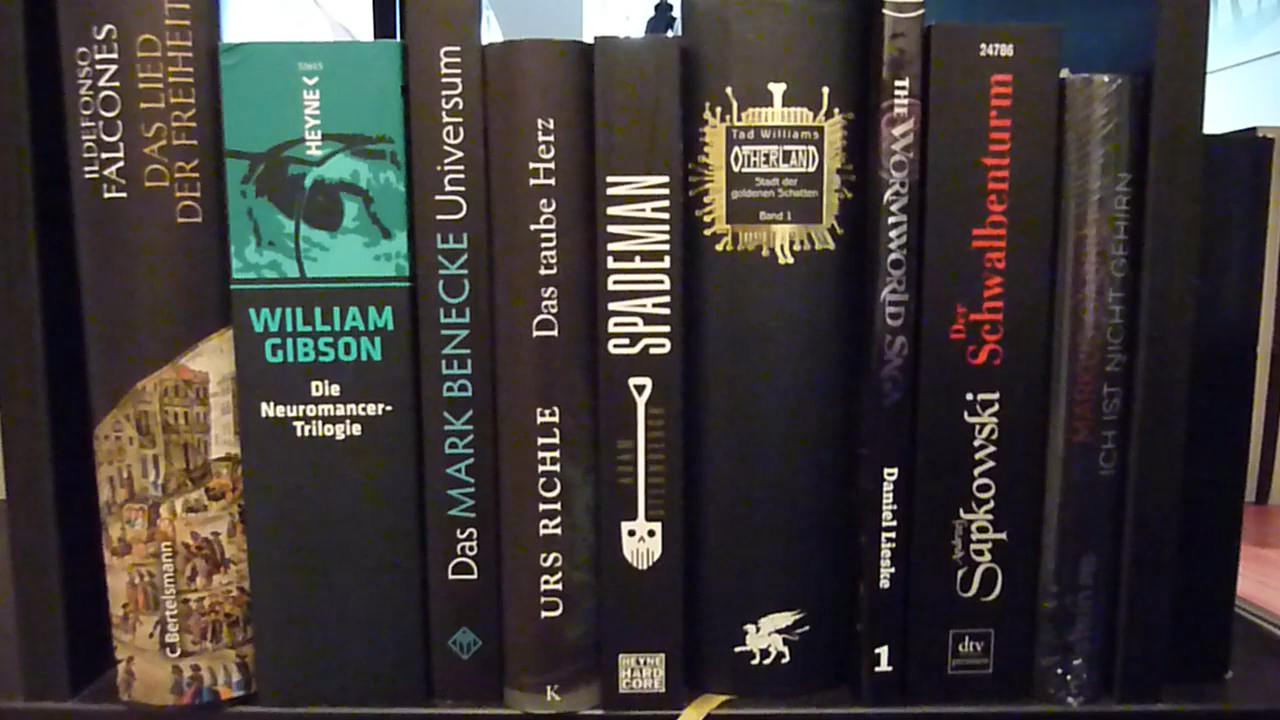 ILDEFONSO
FALCONES
DAS LIED
DER FREIHEIT
C.Bertelsmann
HEYNE <
WILLIAM
GIBSON
Die
Neuromancer-
Trilogie
Das MARK BENECKE Universum
URS RICHLE Das taube Herz
K
SPADEMAN
ADAM
STERNBERGH
HEYNE
HARD
CORE
Tad Williams
OTHERLAND
Stadt der
goldenen Schatten
Band 1
THE WORMWORLD SAGA
Daniel Lieske
1
24786
Andrzej
Sapkowski
Der
Schwalbenturm
dtv
premium
ICH IST NICHT GEHIRN